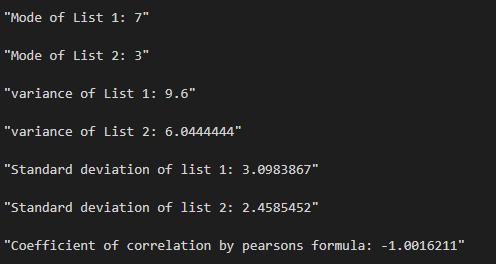 "Mode of List 1: 7"
"Mode of List 2: 3"
"variance of List 1: 9.6"
"variance of List 2: 6.0444444"
"Standard deviation of list 1: 3.0983867"
"Standard deviation of list 2: 2.4585452"
"Coefficient of correlation by pearsons formula: -1.0016211"